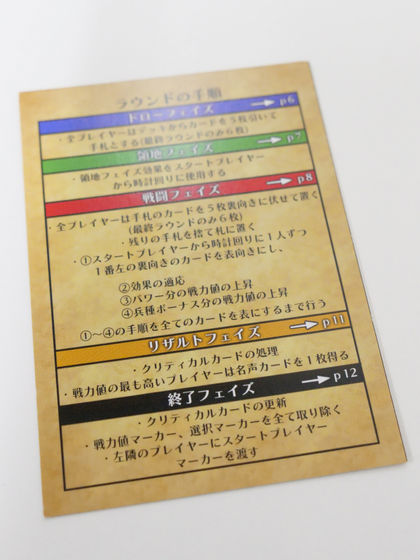 ラウンドの手順
ドローフェイズ → p6
・全プレイヤーはデッキからカードを5枚引いて
手札とする(最終ラウンドのみ6枚)
領地フェイズ → p7
・領地フェイズ効果をスタートプレイヤー
から時計回りに使用する
戦闘フェイズ → p8
・全プレイヤーは手札のカードを5枚裏向きに伏せて置く
(最終ラウンドのみ6枚)
・残りの手札を捨て札に置く
・①スタートプレイヤーから時計回りに1人ずつ
1番左の裏向きのカードを表向きにし、
②効果の適応
③パワー分の戦力値の上昇
④兵種ボーナス分の戦力値の上昇
①~④の手順を全てのカードを表にするまで行う
リザルトフェイズ → p11
・クリティカルカードの処理
・戦力値の最も高いプレイヤーは名声カードを1枚得る
終了フェイズ → p12
・クリティカルカードの更新
・戦力値マーカー、選択マーカーを全て取り除く
・左隣のプレイヤーにスタートプレイヤー
マーカーを渡す